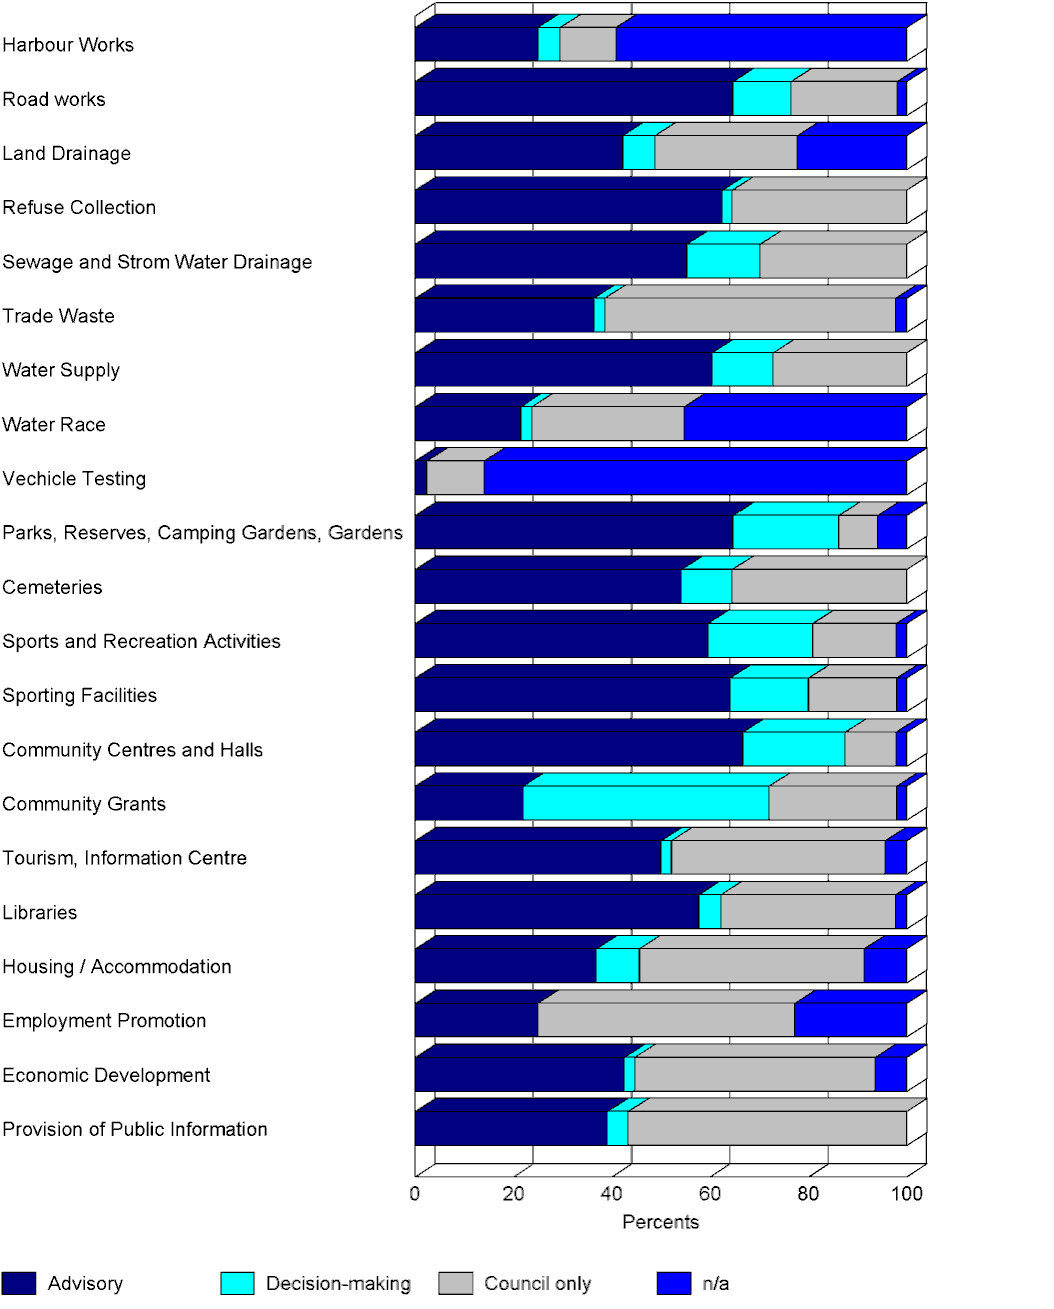 Harbour Works
Road works
Land Drainage
Refuse Collection
Sewage and Strom Water Drainage
Trade Waste
Water Supply
Water Race
Vechicle Testing
Parks, Reserves, Camping Gardens, Gardens
Cemeteries
Sports and Recreation Activities
Sporting Facilities
Community Centres and Halls
Community Grants
Tourism, Information Centre
Libraries
Housing / Accommodation
Employment Promotion
Economic Development
Provision of Public Information
0 20 40 60 80 100
Percents
Advisory Decision-making Council only n/a